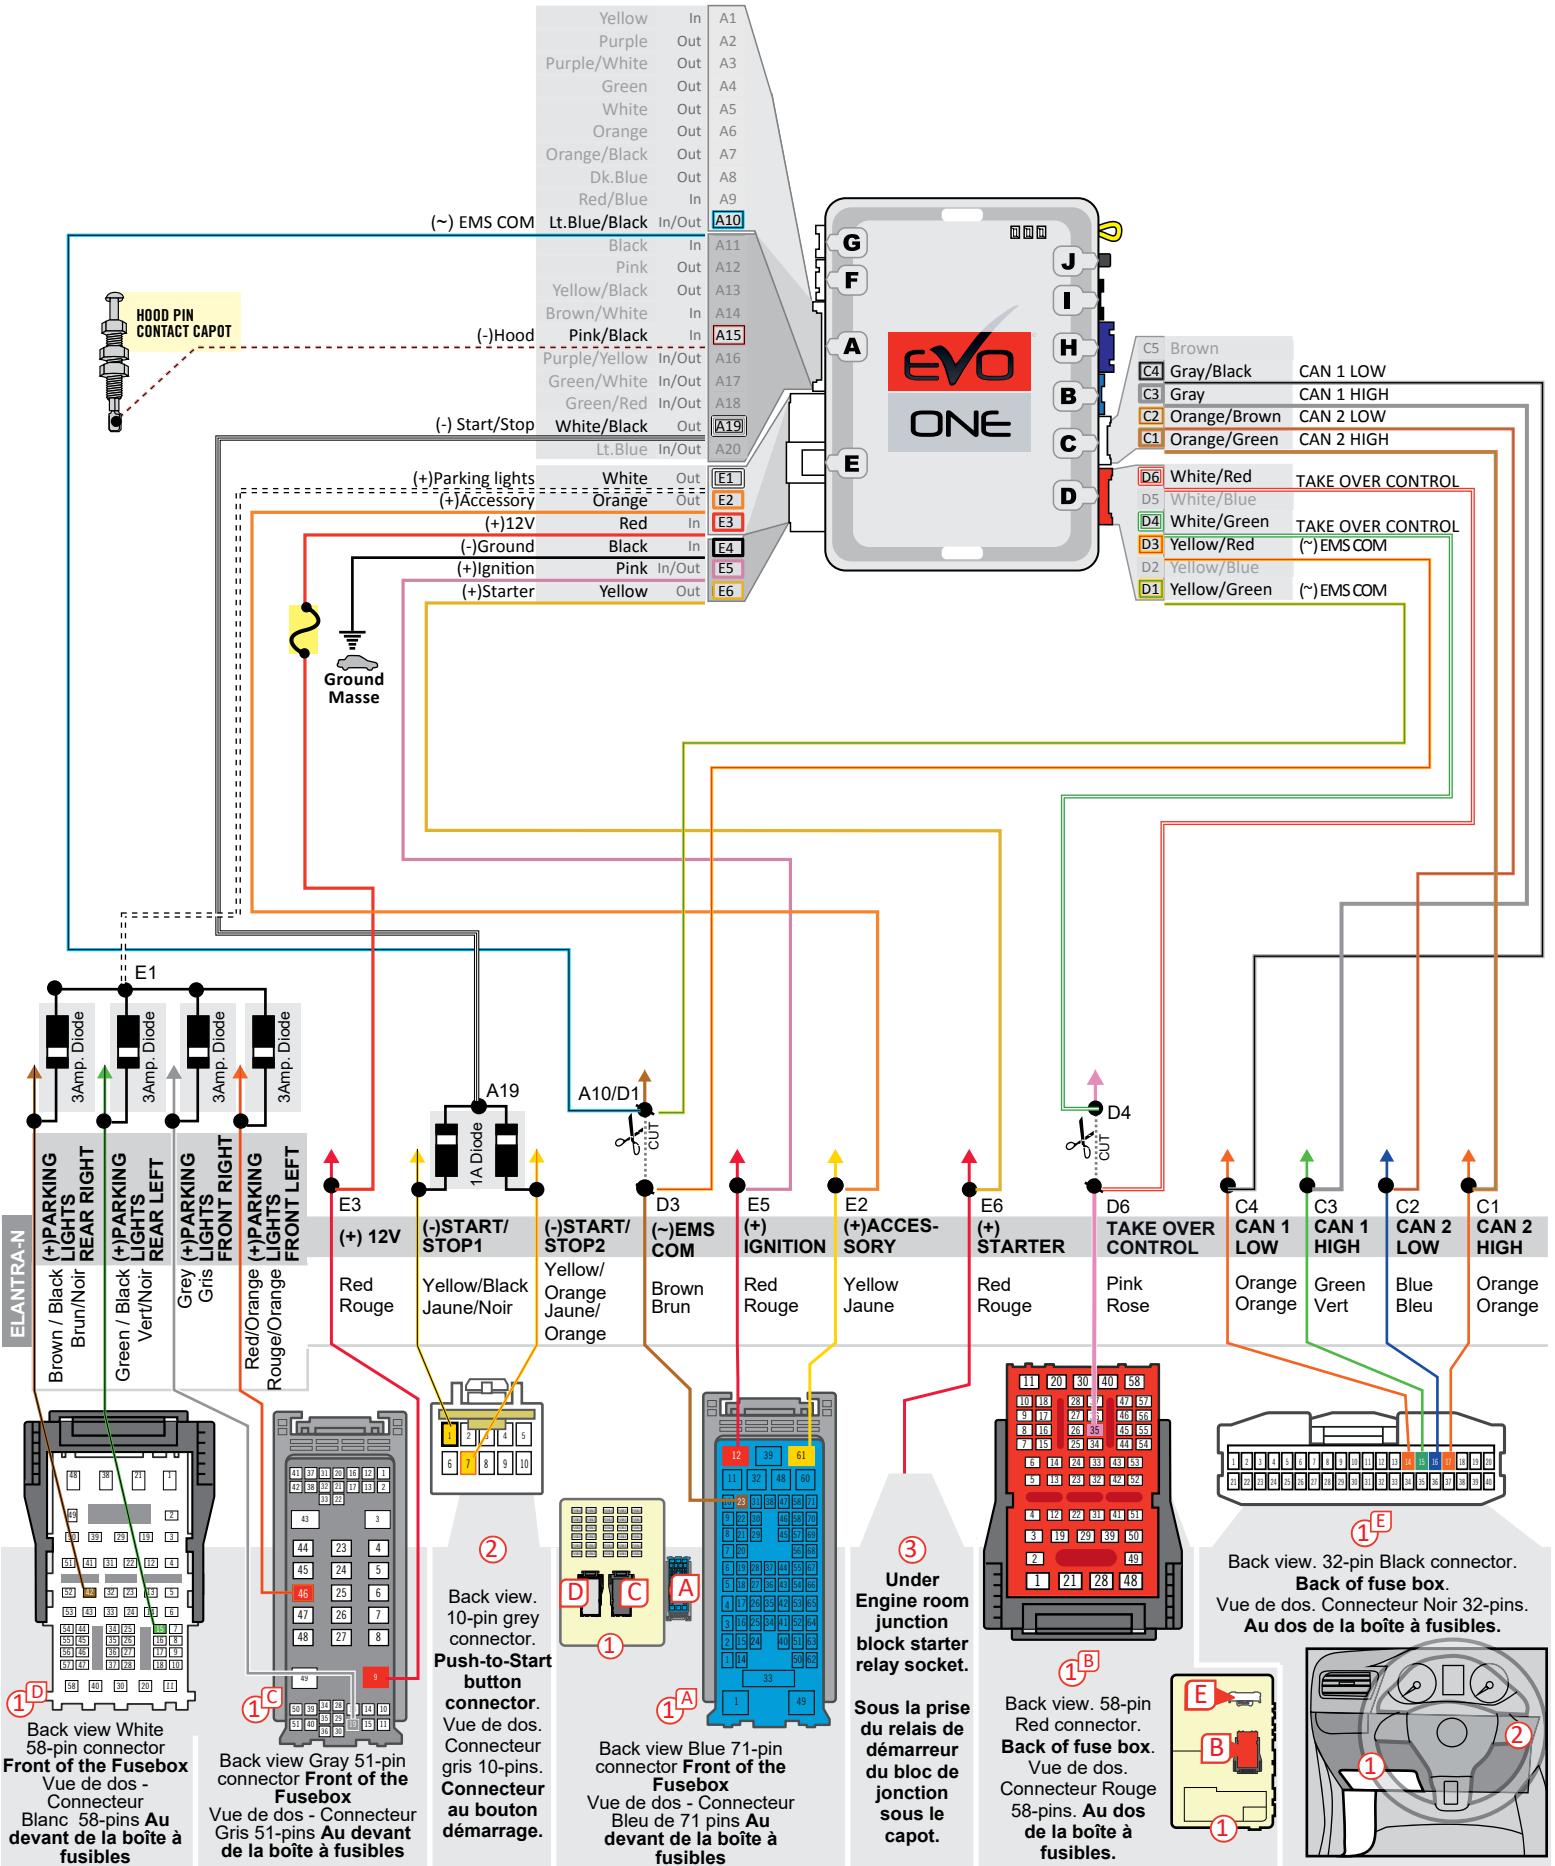 Yellow In A1
Purple Out A2
Purple/White Out A3
Green Out A4
White Out A5
Orange Out A6
Orange/Black Out A7
Dk.Blue Out A8
Red/Blue In A9
(~) EMS COM Lt.Blue/Black In/Out A10
Black In A11
Pink Out A12
Yellow/Black Out A13
Brown/White In A14
(-)Hood Pink/Black In A15
Purple/Yellow In/Out A16
Green/White In/Out A17
Green/Red In/Out A18
(-) Start/Stop White/Black Out A19
Lt.Blue In/Out A20
(+)Parking lights White Out E1
(+)Accessory Orange Out E2
(+)12V Red In E3
(-)Ground Black In E4
(+)Ignition Pink In/Out E5
(+)Starter Yellow Out E6
HOOD PIN
CONTACT CAPOT
G
F
A
E
J
I
H
B
C
D
EVO
ONE
C5 Brown
C4 Gray/Black CAN 1 LOW
C3 Gray CAN 1 HIGH
C2 Orange/Brown CAN 2 LOW
C1 Orange/Green CAN 2 HIGH
D6 White/Red TAKE OVER CONTROL
D5 White/Blue
D4 White/Green TAKE OVER CONTROL
D3 Yellow/Red (~)EMS COM
D2 Yellow/Blue
D1 Yellow/Green (~)EMS COM
Ground
Masse
E1
3Amp. Diode
3Amp. Diode
3Amp. Diode
3Amp. Diode
A19
1A Diode
A10/D1
CUT
D4
CUT
ELANTRA-N
(+)PARKING
LIGHTS
REAR RIGHT
Brown / Black
Brun/Noir
(+)PARKING
LIGHTS
REAR LEFT
Green / Black
Vert/Noir
(+)PARKING
LIGHTS
FRONT RIGHT
Grey
Gris
(+)PARKING
LIGHTS
FRONT LEFT
Red/Orange
Rouge/Orange
E3
(+) 12V
Red
Rouge
(-)START/
STOP1
Yellow/Black
Jaune/Noir
(-)START/
STOP2
Yellow/
Orange
Jaune/
Orange
D3
(~)EMS
COM
Brown
Brun
E5
(+)
IGNITION
Red
Rouge
E2
(+)ACCES-
SORY
Yellow
Jaune
E6
(+)
STARTER
Red
Rouge
D6
TAKE OVER
CONTROL
Pink
Rose
C4
CAN 1
LOW
Orange
Orange
C3
CAN 1
HIGH
Green
Vert
C2
CAN 2
LOW
Blue
Bleu
C1
CAN 2
HIGH
Orange
Orange
1 D
Back view White
58-pin connector
Front of the Fusebox
Vue de dos -
Connecteur
Blanc 58-pins Au
devant de la boîte à
fusibles
1 C
Back view Gray 51-pin
connector Front of the
Fusebox
Vue de dos - Connecteur
Gris 51-pins Au devant
de la boîte à fusibles
2
Back view.
10-pin grey
connector.
Push-to-Start
button
connector.
Vue de dos.
Connecteur
gris 10-pins.
Connecteur
au bouton
démarrage.
D C A
1
1 A
Back view Blue 71-pin
connector Front of the
Fusebox
Vue de dos - Connecteur
Bleu de 71 pins Au
devant de la boîte à
fusibles
3
Under
Engine room
junction
block starter
relay socket.
Sous la prise
du relais de
démarreur
du bloc de
jonction
sous le
capot.
1 B
Back view. 58-pin
Red connector.
Back of fuse box.
Vue de dos.
Connecteur Rouge
58-pins. Au dos
de la boîte à
fusibles.
1 E
Back view. 32-pin Black connector.
Back of fuse box.
Vue de dos. Connecteur Noir 32-pins.
Au dos de la boîte à fusibles.
E
B
1
1
2